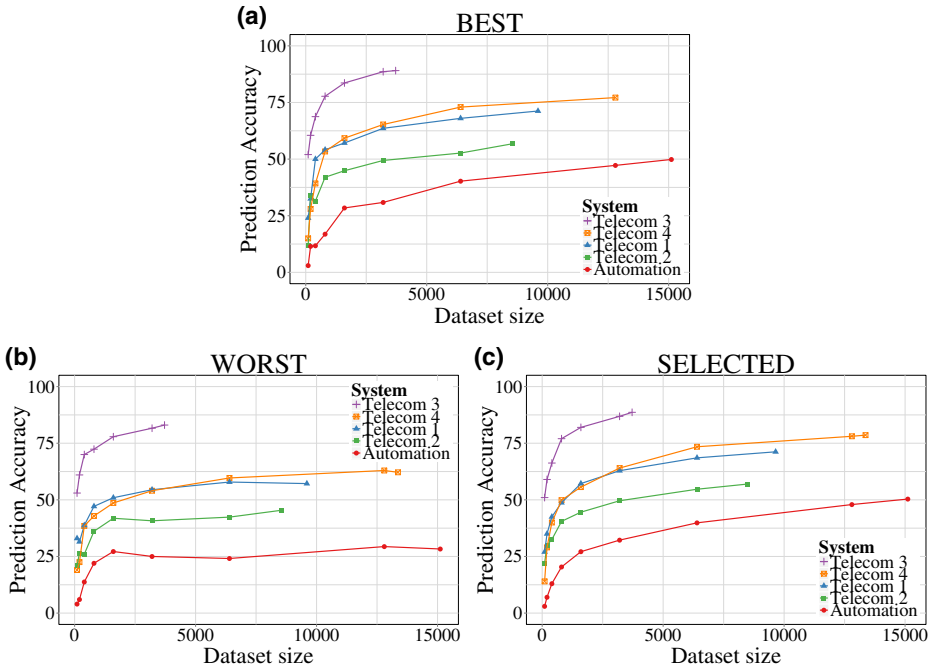 (a)
BEST
Prediction Accuracy
100
75
50
25
0
System
Telecom 3
Telecom 4
Telecom 1
Telecom 2
Automation
0 5000 10000 15000
Dataset size
(b)
WORST
Prediction Accuracy
100
75
50
25
0
System
Telecom 3
Telecom 4
Telecom 1
Telecom 2
Automation
0 5000 10000 15000
Dataset size
(c)
SELECTED
Prediction Accuracy
100
75
50
25
0
System
Telecom 3
Telecom 4
Telecom 1
Telecom 2
Automation
0 5000 10000 15000
Dataset size